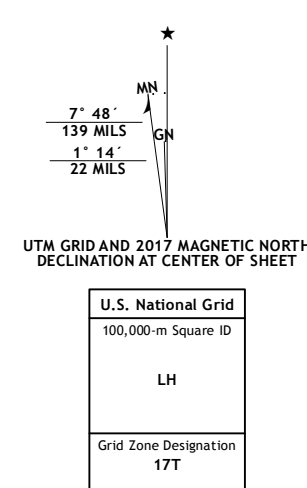 MN
7° 48´
139 MILS
GN
1° 14´
22 MILS
UTM GRID AND 2017 MAGNETIC NORTH
DECLINATION AT CENTER OF SHEET
U.S. National Grid
100,000-m Square ID
LH
Grid Zone Designation
17T